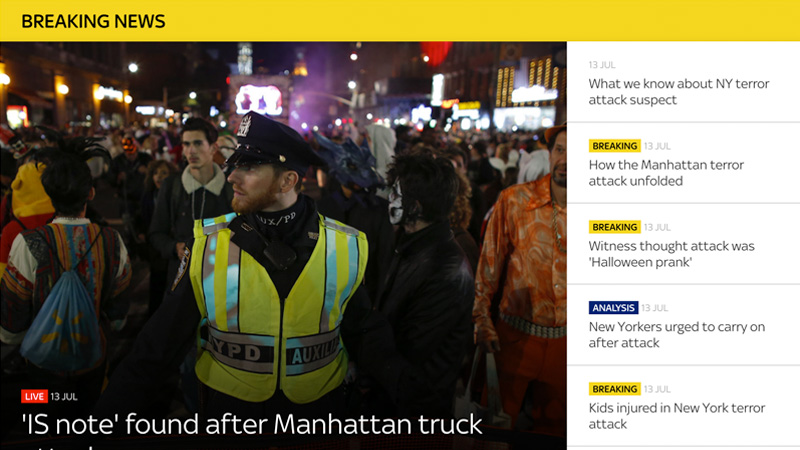 BREAKING NEWS
AUX/PD
NYPD AUXILI
LIVE 13 JUL
'IS note' found after Manhattan truck
13 JUL
What we know about NY terror
attack suspect
BREAKING 13 JUL
How the Manhattan terror
attack unfolded
BREAKING 13 JUL
Witness thought attack was
'Halloween prank'
ANALYSIS 13 JUL
New Yorkers urged to carry on
after attack
BREAKING 13 JUL
Kids injured in New York terror
attack